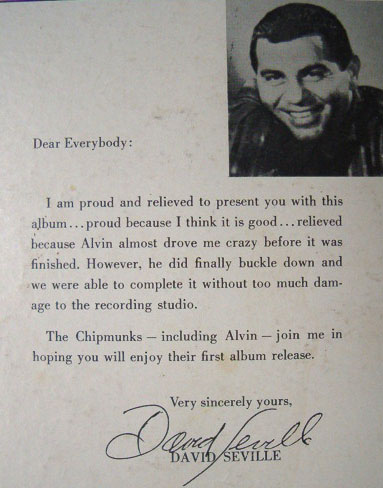 Dear Everybody:
I am proud and relieved to present you with this
album...proud because I think it is good...relieved
because Alvin almost drove me crazy before it was
finished. However, he did finally buckle down and
we were able to complete it without too much dam-
age to the recording studio.
The Chipmunks — including Alvin — join me in
hoping you will enjoy their first album release.
Very sincerely yours,
David Seville
DAVID SEVILLE